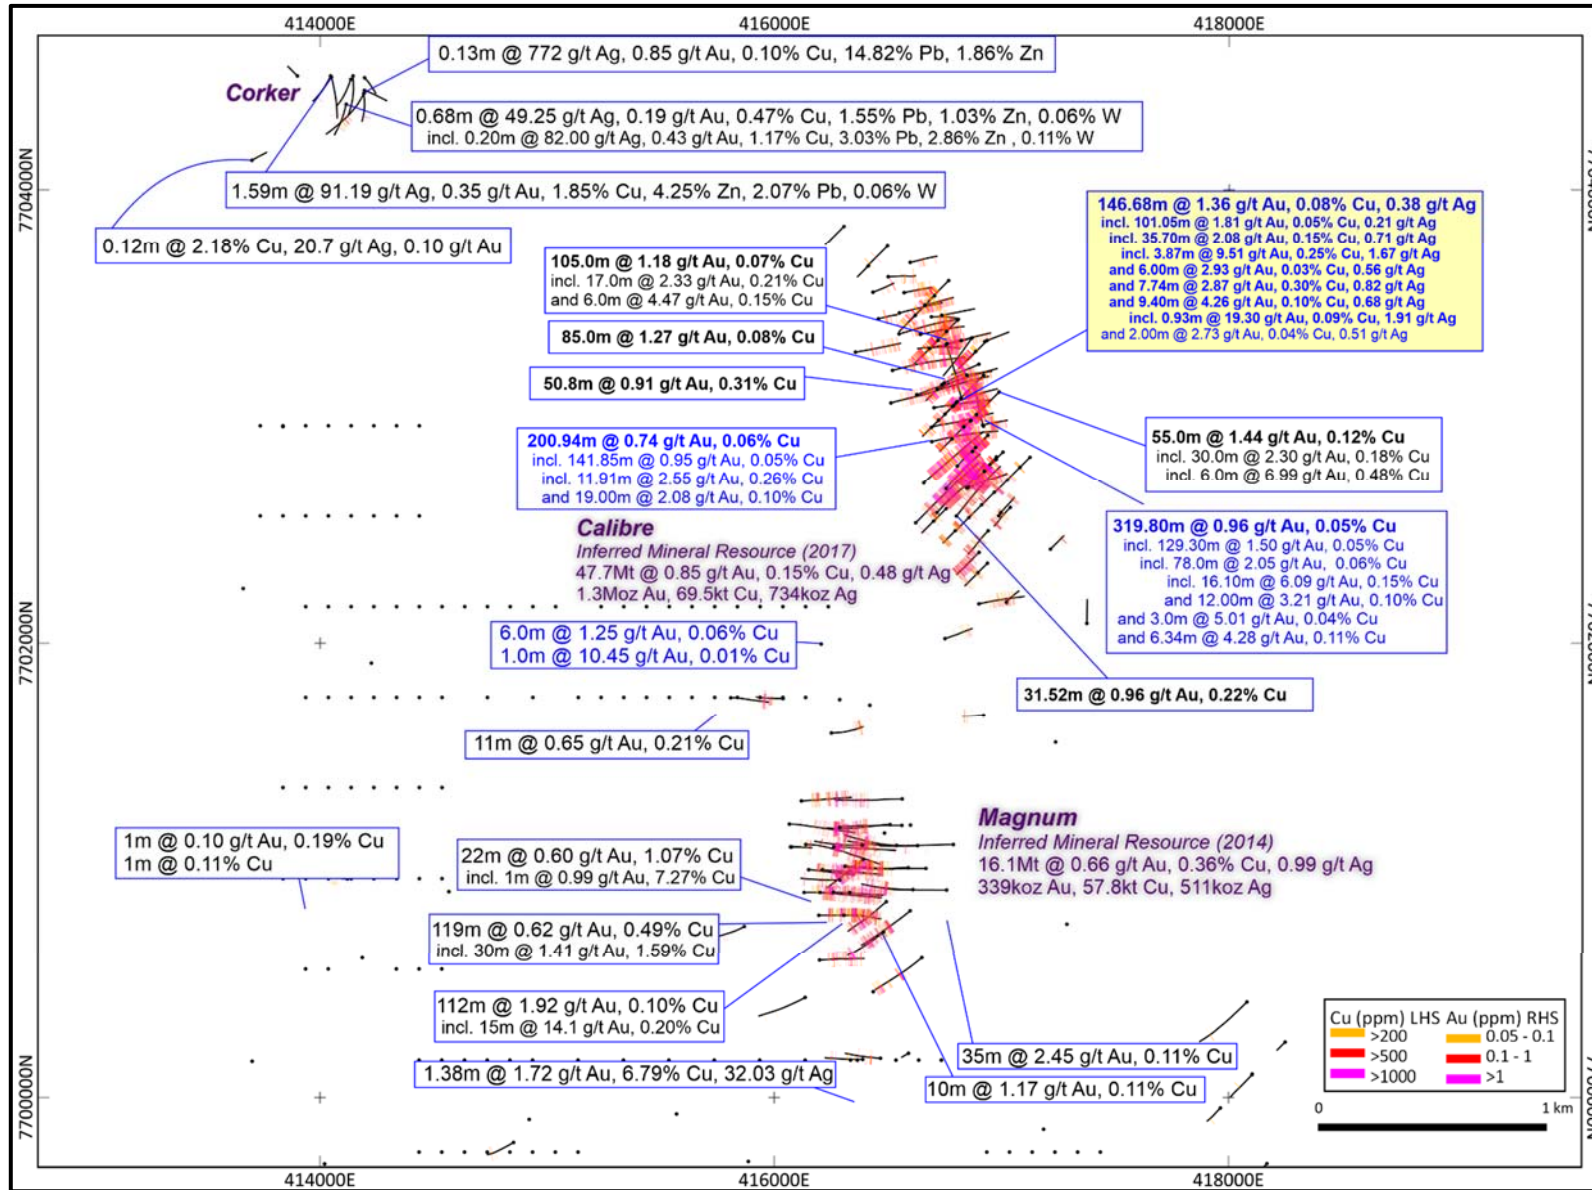 414000E
416000E
418000E
0.13m @ 772 g/t Ag, 0.85 g/t Au, 0.10% Cu, 14.82% Pb, 1.86% Zn
Corker
0.68m @ 49.25 g/t Ag, 0.19 g/t Au, 0.47% Cu, 1.55% Pb, 1.03% Zn, 0.06% W
incl. 0.20m @ 82.00 g/t Ag, 0.43 g/t Au, 1.17% Cu, 3.03% Pb, 2.86% Zn , 0.11% W
7704000N
7704000N
1.59m @ 91.19 g/t Ag, 0.35 g/t Au, 1.85% Cu, 4.25% Zn, 2.07% Pb, 0.06% W
0.12m @ 2.18% Cu, 20.7 g/t Ag, 0.10 g/t Au
146.68m @ 1.36 g/t Au, 0.08% Cu, 0.38 g/t Ag
incl. 101.05m @ 1.81 g/t Au, 0.05% Cu, 0.21 g/t Ag
incl. 35.70m @ 2.08 g/t Au, 0.15% Cu, 0.71 g/t Ag
incl. 3.87m @ 9.51 g/t Au, 0.25% Cu, 1.67 g/t Ag
and 6.00m @ 2.93 g/t Au, 0.03% Cu, 0.56 g/t Ag
and 7.74m @ 2.87 g/t Au, 0.30% Cu, 0.82 g/t Ag
and 9.40m @ 4.26 g/t Au, 0.10% Cu, 0.68 g/t Ag
incl. 0.93m @ 19.30 g/t Au, 0.09% Cu, 1.91 g/t Ag
and 2.00m @ 2.73 g/t Au, 0.04% Cu, 0.51 g/t Ag
105.0m @ 1.18 g/t Au, 0.07% Cu
incl. 17.0m @ 2.33 g/t Au, 0.21% Cu
and 6.0m @ 4.47 g/t Au, 0.15% Cu
85.0m @ 1.27 g/t Au, 0.08% Cu
50.8m @ 0.91 g/t Au, 0.31% Cu
200.94m @ 0.74 g/t Au, 0.06% Cu
incl. 141.85m @ 0.95 g/t Au, 0.05% Cu
incl. 11.91m @ 2.55 g/t Au, 0.26% Cu
and 19.00m @ 2.08 g/t Au, 0.10% Cu
55.0m @ 1.44 g/t Au, 0.12% Cu
incl. 30.0m @ 2.30 g/t Au, 0.18% Cu
incl. 6.0m @ 6.99 g/t Au, 0.48% Cu
Calibre
Inferred Mineral Resource (2017)
47.7Mt @ 0.85 g/t Au, 0.15% Cu, 0.48 g/t Ag
1.3Moz Au, 69.5kt Cu, 734koz Ag
319.80m @ 0.96 g/t Au, 0.05% Cu
incl. 129.30m @ 1.50 g/t Au, 0.05% Cu
incl. 78.0m @ 2.05 g/t Au, 0.06% Cu
incl. 16.10m @ 6.09 g/t Au, 0.15% Cu
and 12.00m @ 3.21 g/t Au, 0.10% Cu
and 3.0m @ 5.01 g/t Au, 0.04% Cu
and 6.34m @ 4.28 g/t Au, 0.11% Cu
7702000N
7702000N
6.0m @ 1.25 g/t Au, 0.06% Cu
1.0m @ 10.45 g/t Au, 0.01% Cu
31.52m @ 0.96 g/t Au, 0.22% Cu
11m @ 0.65 g/t Au, 0.21% Cu
Magnum
Inferred Mineral Resource (2014)
16.1Mt @ 0.66 g/t Au, 0.36% Cu, 0.99 g/t Ag
339koz Au, 57.8kt Cu, 511koz Ag
1m @ 0.10 g/t Au, 0.19% Cu
1m @ 0.11% Cu
22m @ 0.60 g/t Au, 1.07% Cu
incl. 1m @ 0.99 g/t Au, 7.27% Cu
119m @ 0.62 g/t Au, 0.49% Cu
incl. 30m @ 1.41 g/t Au, 1.59% Cu
112m @ 1.92 g/t Au, 0.10% Cu
incl. 15m @ 14.1 g/t Au, 0.20% Cu
35m @ 2.45 g/t Au, 0.11% Cu
1.38m @ 1.72 g/t Au, 6.79% Cu, 32.03 g/t Ag
10m @ 1.17 g/t Au, 0.11% Cu
7700000N
7700000N
Cu (ppm) LHS Au (ppm) RHS
>200 0.05 - 0.1
>500 0.1 - 1
>1000 >1
0 1 km
414000E
416000E
418000E